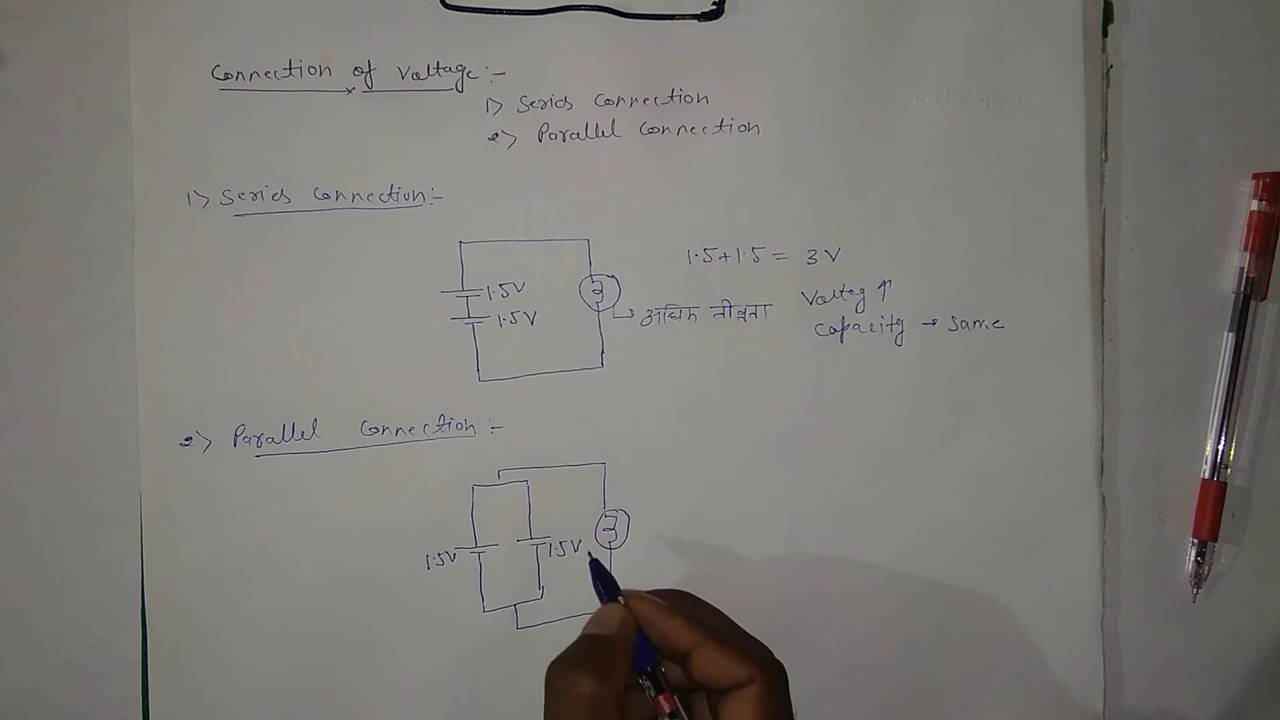 Connection of Voltage:-
1> Series Connection
2> Parallel Connection
1> Series Connection:-
1.5+1.5 = 3V
1.5V
1.5V
अधिक तीव्रता
Voltag ↑
Capacity → Same
2> Parallel Connection:-
1.5V
1.5V